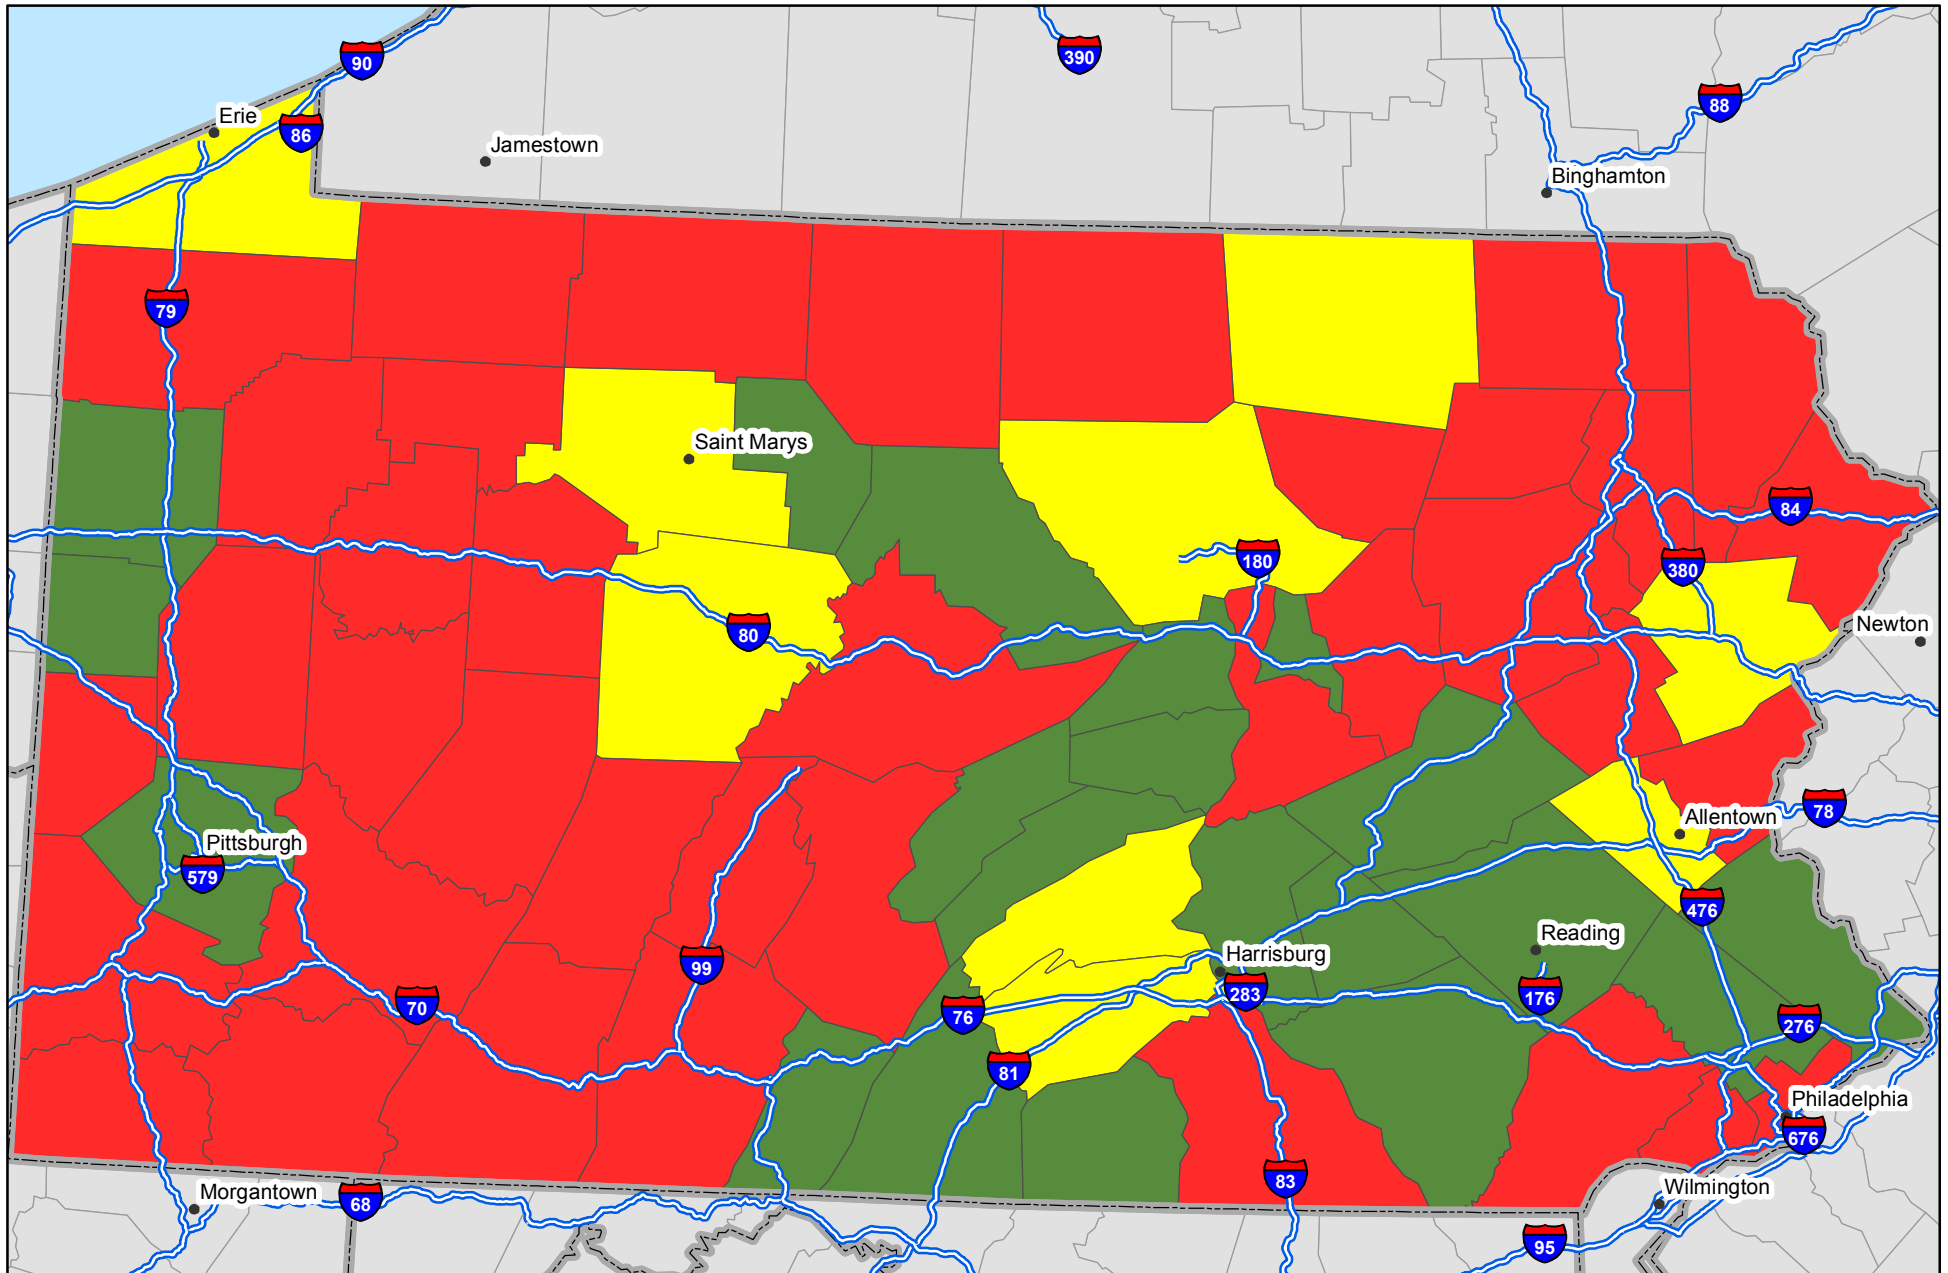 90
390
88
Erie
86
Jamestown
Binghamton
79
Saint Marys
84
180
380
80
Newton
78
Allentown
Pittsburgh
579
476
Reading
Harrisburg
99
283
176
70
76
276
81
Philadelphia
676
83
Morgantown
68
Wilmington
95